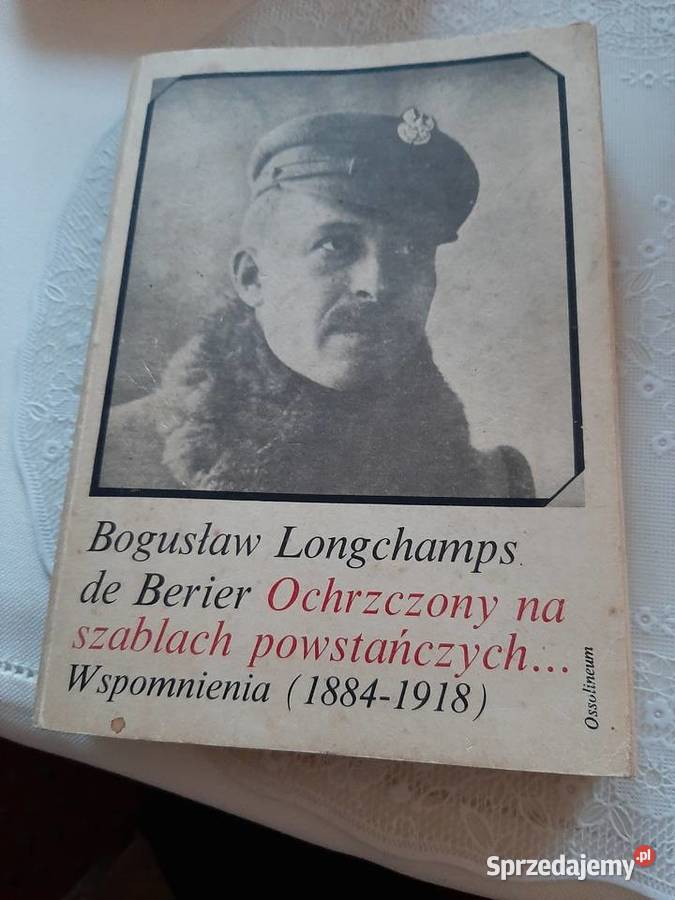 Bogusław Longchamps
de Berier Ochrzczony na
szablach powstańczych...
Wspomnienia (1884-1918)
Ossolineum
Sprzedajemy.pl